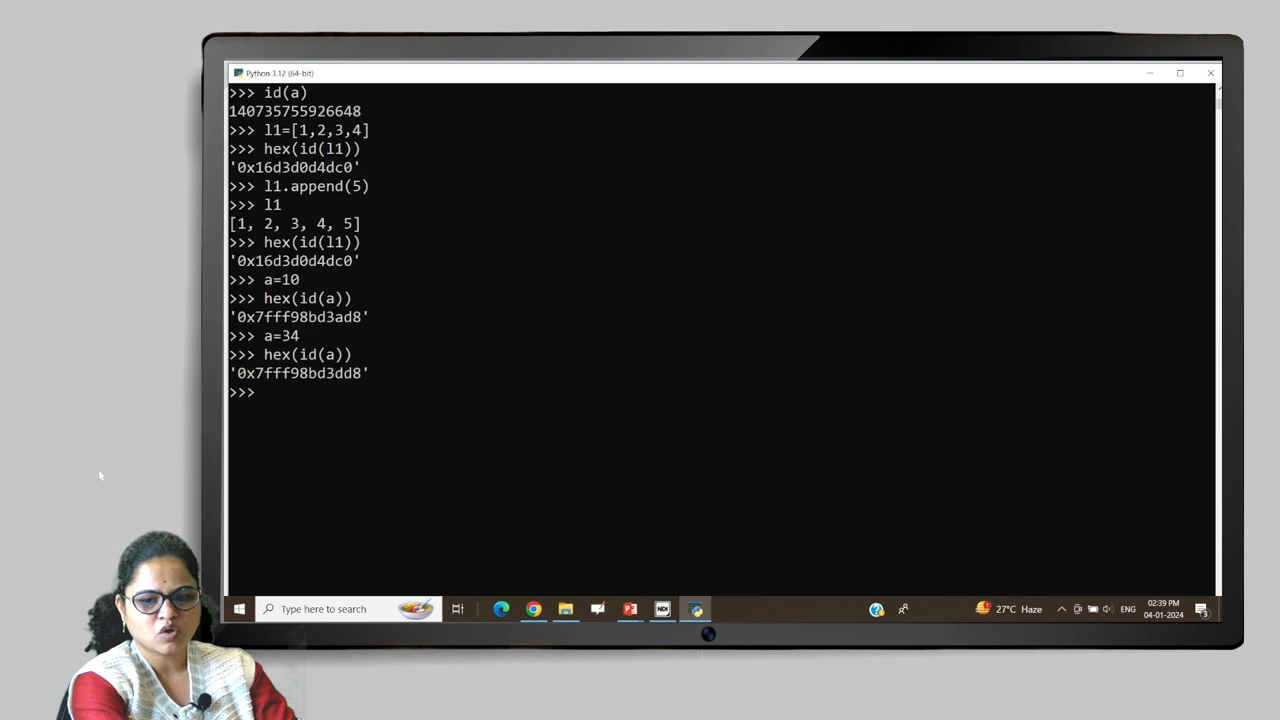 Python 3.12 (64-bit)
>>> id(a)
140735755926648
>>> l1=[1,2,3,4]
>>> hex(id(l1))
'0x16d3d0d4dc0'
>>> l1.append(5)
>>> l1
[1, 2, 3, 4, 5]
>>> hex(id(l1))
'0x16d3d0d4dc0'
>>> a=10
>>> hex(id(a))
'0x7fff98bd3ad8'
>>> a=34
>>> hex(id(a))
'0x7fff98bd3dd8'
>>>
Type here to search
NDI
27°C Haze
ENG
02:39 PM
04-01-2024
3